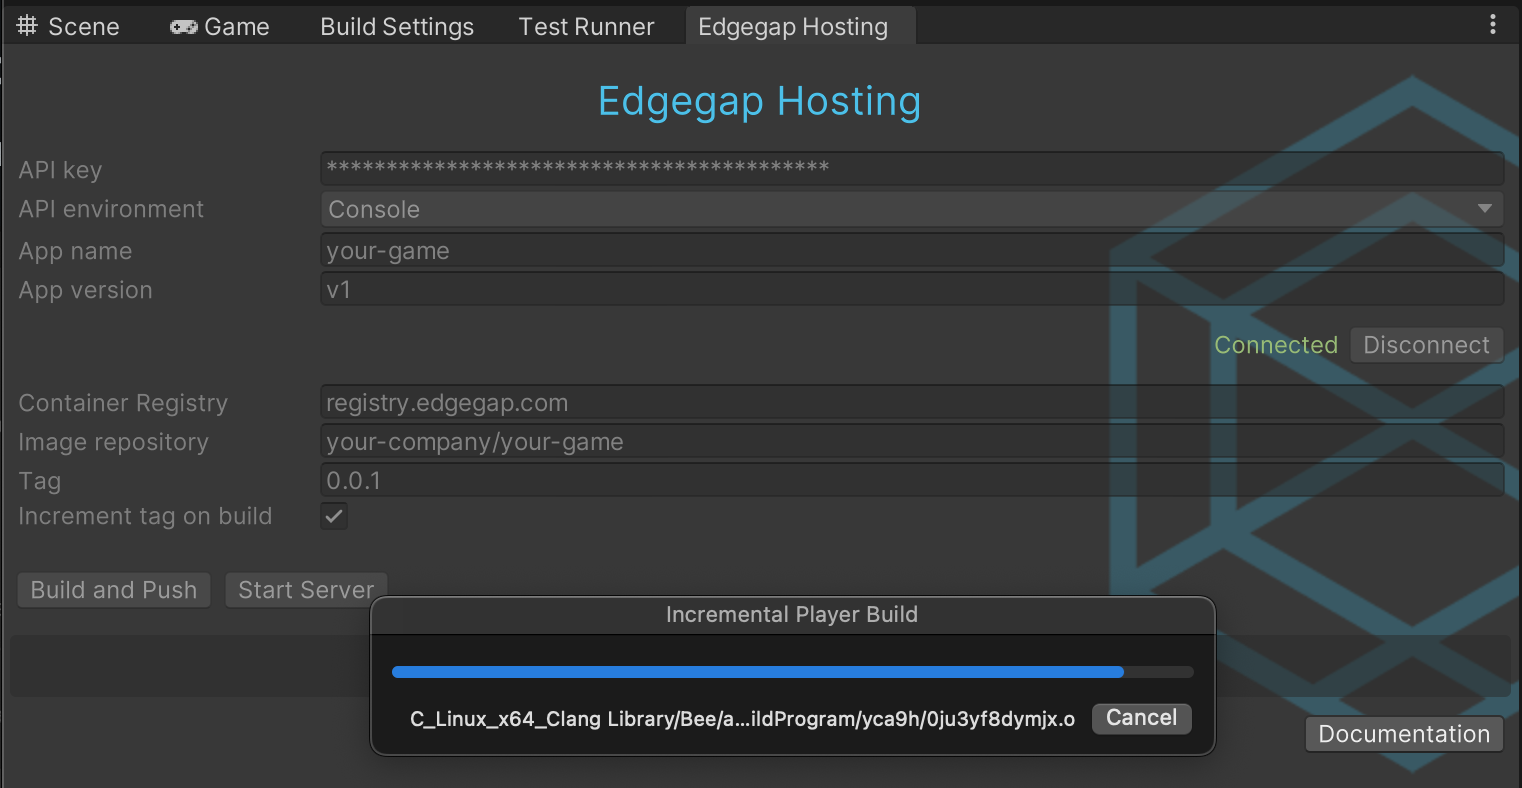 Scene Game Build Settings Test Runner Edgegap Hosting
Edgegap Hosting
API key ******************************************
API environment Console
App name your-game
App version v1
Connected Disconnect
Container Registry registry.edgegap.com
Image repository your-company/your-game
Tag 0.0.1
Increment tag on build
Build and Push Start Server
Incremental Player Build
C_Linux_x64_Clang Library/Bee/a...ildProgram/yca9h/0ju3yf8dymjx.o Cancel
Documentation